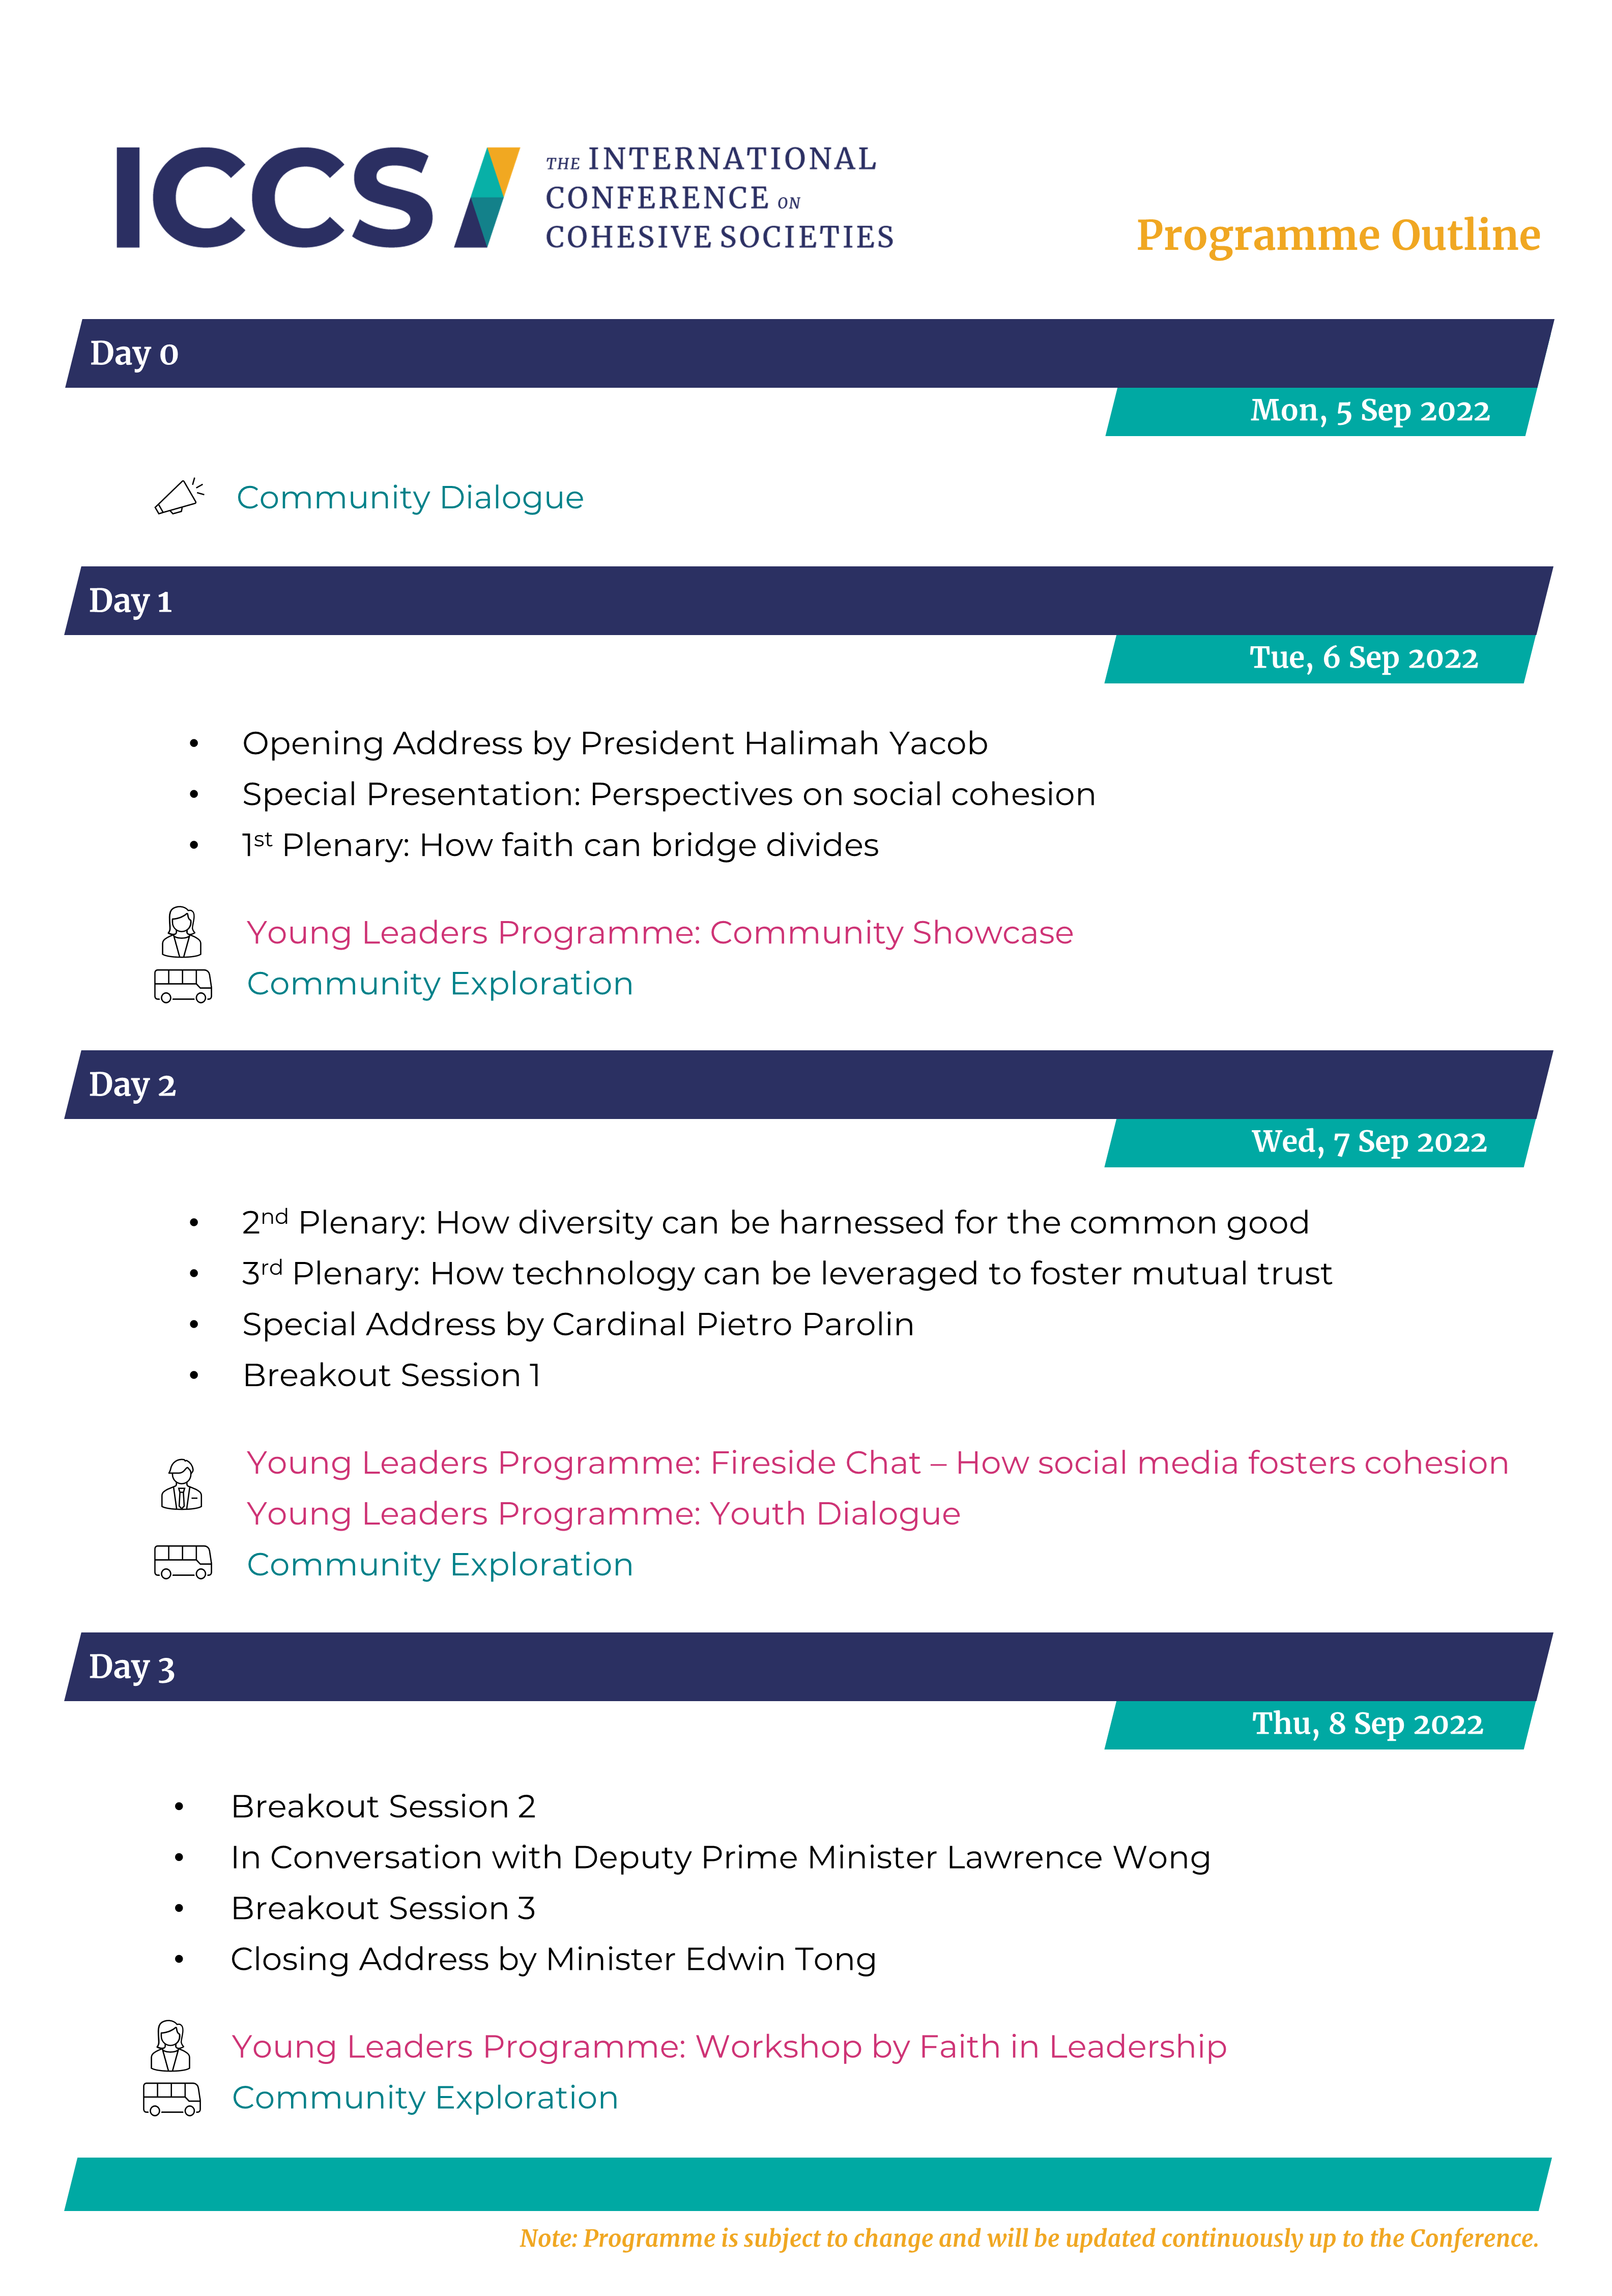 ICCS
THE INTERNATIONAL
CONFERENCE ON
COHESIVE SOCIETIES
Programme Outline
Day 0
Mon, 5 Sep 2022
Community Dialogue
Day 1
Tue, 6 Sep 2022
• Opening Address by President Halimah Yacob
• Special Presentation: Perspectives on social cohesion
• 1st Plenary: How faith can bridge divides
Young Leaders Programme: Community Showcase
Community Exploration
Day 2
Wed, 7 Sep 2022
• 2nd Plenary: How diversity can be harnessed for the common good
• 3rd Plenary: How technology can be leveraged to foster mutual trust
• Special Address by Cardinal Pietro Parolin
• Breakout Session 1
Young Leaders Programme: Fireside Chat – How social media fosters cohesion
Young Leaders Programme: Youth Dialogue
Community Exploration
Day 3
Thu, 8 Sep 2022
• Breakout Session 2
• In Conversation with Deputy Prime Minister Lawrence Wong
• Breakout Session 3
• Closing Address by Minister Edwin Tong
Young Leaders Programme: Workshop by Faith in Leadership
Community Exploration
Note: Programme is subject to change and will be updated continuously up to the Conference.